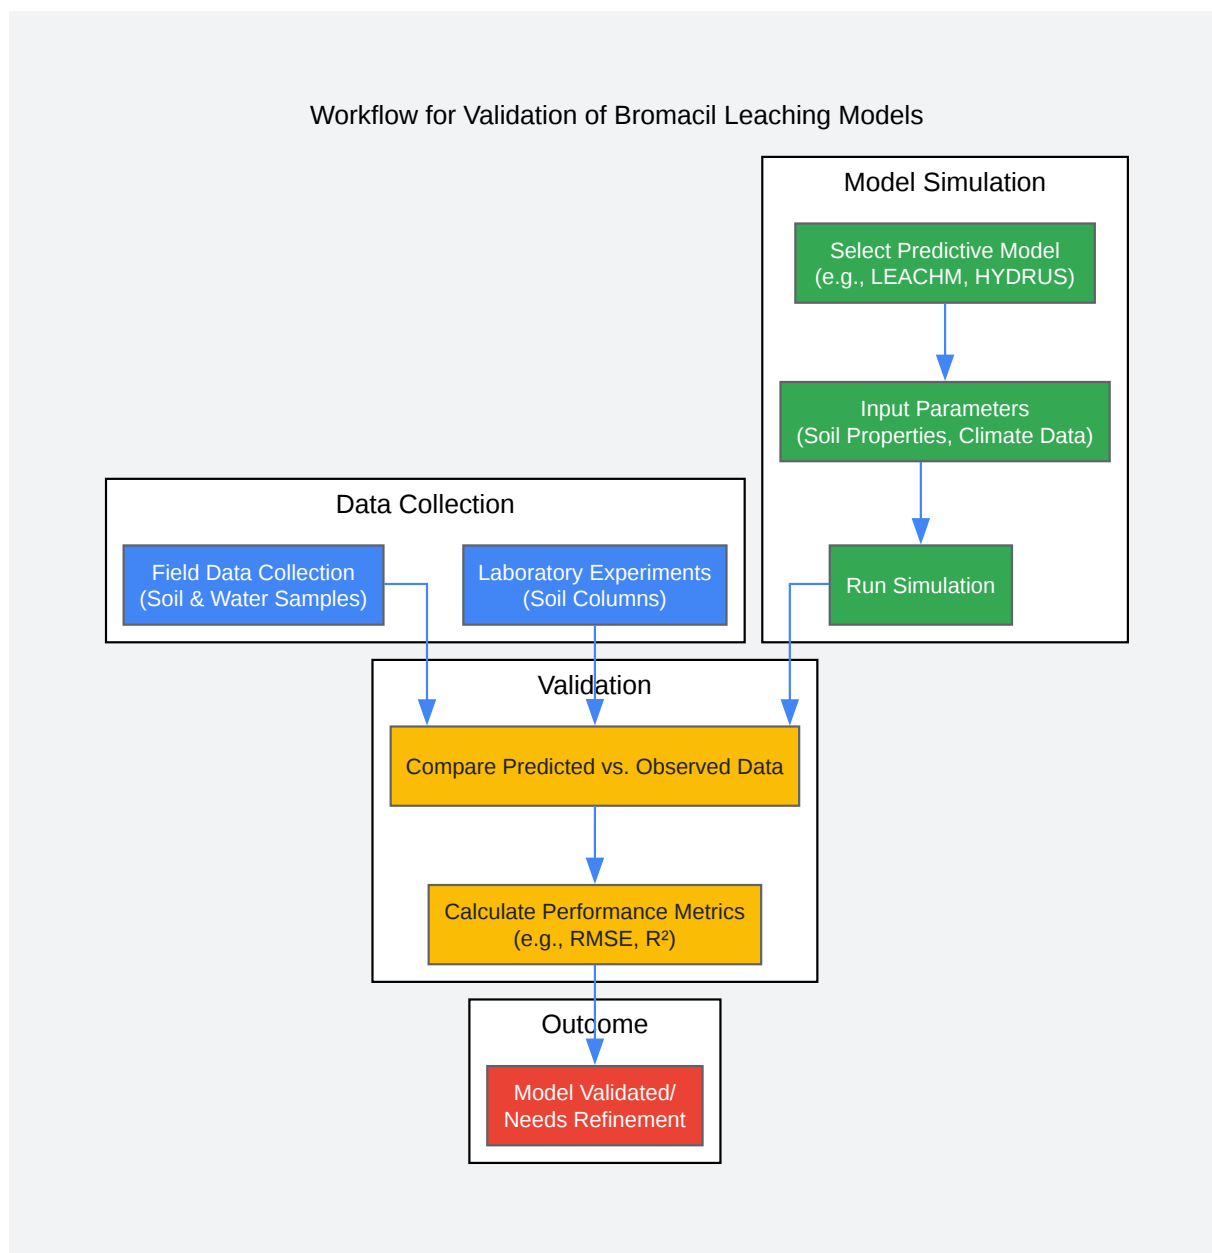 Workflow for Validation of Bromacil Leaching Models
Model Simulation
Select Predictive Model
(e.g., LEACHM, HYDRUS)
Input Parameters
(Soil Properties, Climate Data)
Run Simulation
Data Collection
Field Data Collection
(Soil & Water Samples)
Laboratory Experiments
(Soil Columns)
Validation
Compare Predicted vs. Observed Data
Calculate Performance Metrics
(e.g., RMSE, R²)
Outcome
Model Validated/
Needs Refinement